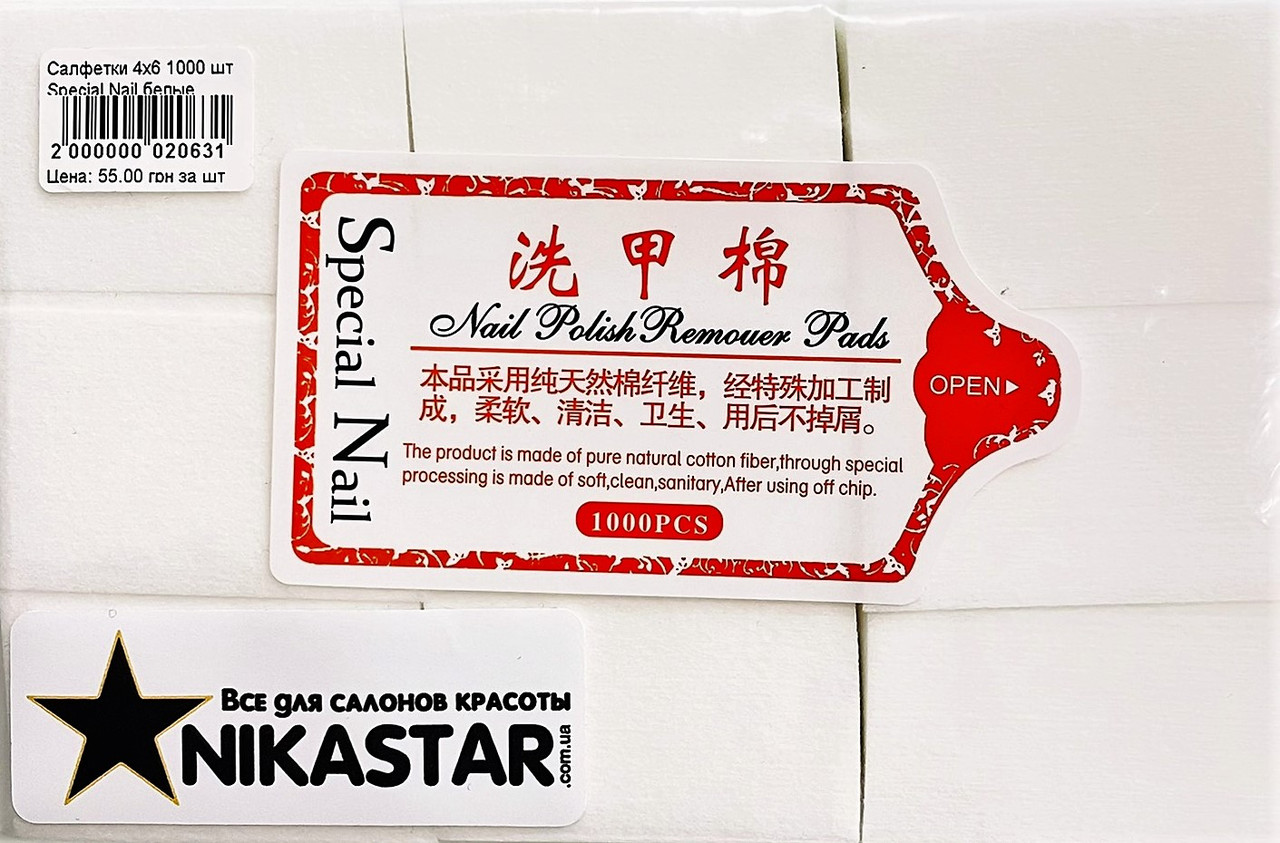 Салфетки 4x6 1000 шт
Special Nail белые
2 000000 020631
Цена: 55.00 грн за шт
Special Nail
洗甲棉
Nail Polish Remouer Pads
本品采用纯天然棉纤维，经特殊加工制
成，柔软、清洁、卫生、用后不掉屑。
The product is made of pure natural cotton fiber,through special
processing is made of soft,clean,sanitary,After using off chip.
1000PCS
OPEN▶
Все для салонов красоты
NIKASTAR
.com.ua